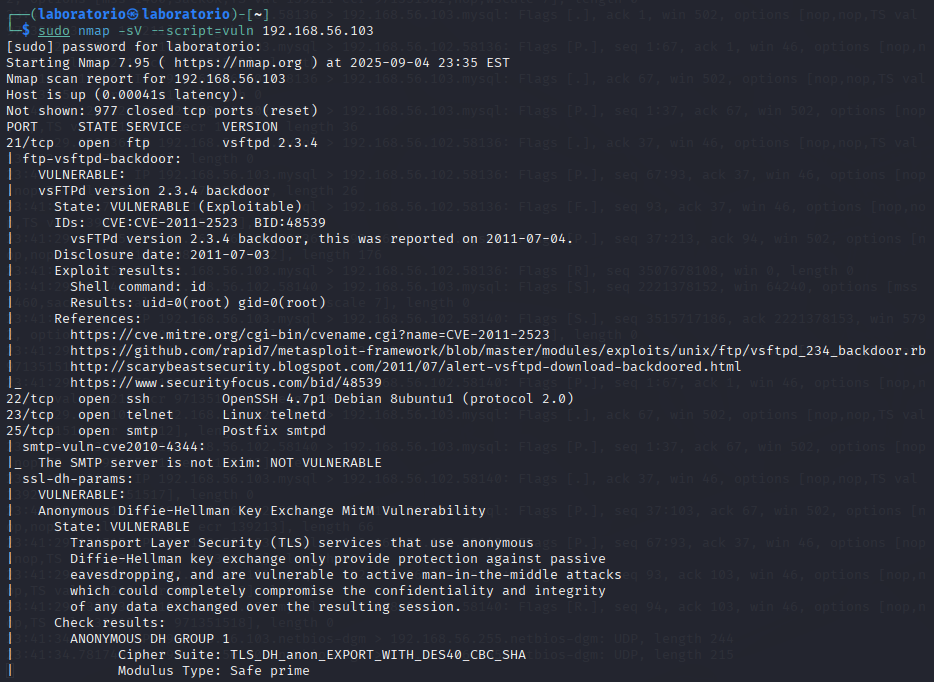 ┌──(laboratorio㉿laboratorio)-[~]
└─$ sudo nmap -sV --script=vuln 192.168.56.103
[sudo] password for laboratorio:
Starting Nmap 7.95 ( https://nmap.org ) at 2025-09-04 23:35 EST
Nmap scan report for 192.168.56.103
Host is up (0.00041s latency).
Not shown: 977 closed tcp ports (reset)
PORT     STATE SERVICE     VERSION
21/tcp   open  ftp         vsftpd 2.3.4
| ftp-vsftpd-backdoor:
|   VULNERABLE:
|   vsFTPd version 2.3.4 backdoor
|     State: VULNERABLE (Exploitable)
|     IDs:  CVE:CVE-2011-2523  BID:48539
|       vsFTPd version 2.3.4 backdoor, this was reported on 2011-07-04.
|     Disclosure date: 2011-07-03
|     Exploit results:
|       Shell command: id
|       Results: uid=0(root) gid=0(root)
|     References:
|       https://cve.mitre.org/cgi-bin/cvename.cgi?name=CVE-2011-2523
|       https://github.com/rapid7/metasploit-framework/blob/master/modules/exploits/unix/ftp/vsftpd_234_backdoor.rb
|       http://scarybeastsecurity.blogspot.com/2011/07/alert-vsftpd-download-backdoored.html
|_      https://www.securityfocus.com/bid/48539
22/tcp   open  ssh         OpenSSH 4.7p1 Debian 8ubuntu1 (protocol 2.0)
23/tcp   open  telnet      Linux telnetd
25/tcp   open  smtp        Postfix smtpd
| smtp-vuln-cve2010-4344:
|_  The SMTP server is not Exim: NOT VULNERABLE
| ssl-dh-params:
|   VULNERABLE:
|   Anonymous Diffie-Hellman Key Exchange MitM Vulnerability
|     State: VULNERABLE
|       Transport Layer Security (TLS) services that use anonymous
|       Diffie-Hellman key exchange only provide protection against passive
|       eavesdropping, and are vulnerable to active man-in-the-middle attacks
|       which could completely compromise the confidentiality and integrity
|       of any data exchanged over the resulting session.
|     Check results:
|       ANONYMOUS DH GROUP 1
|             Cipher Suite: TLS_DH_anon_EXPORT_WITH_DES40_CBC_SHA
|             Modulus Type: Safe prime